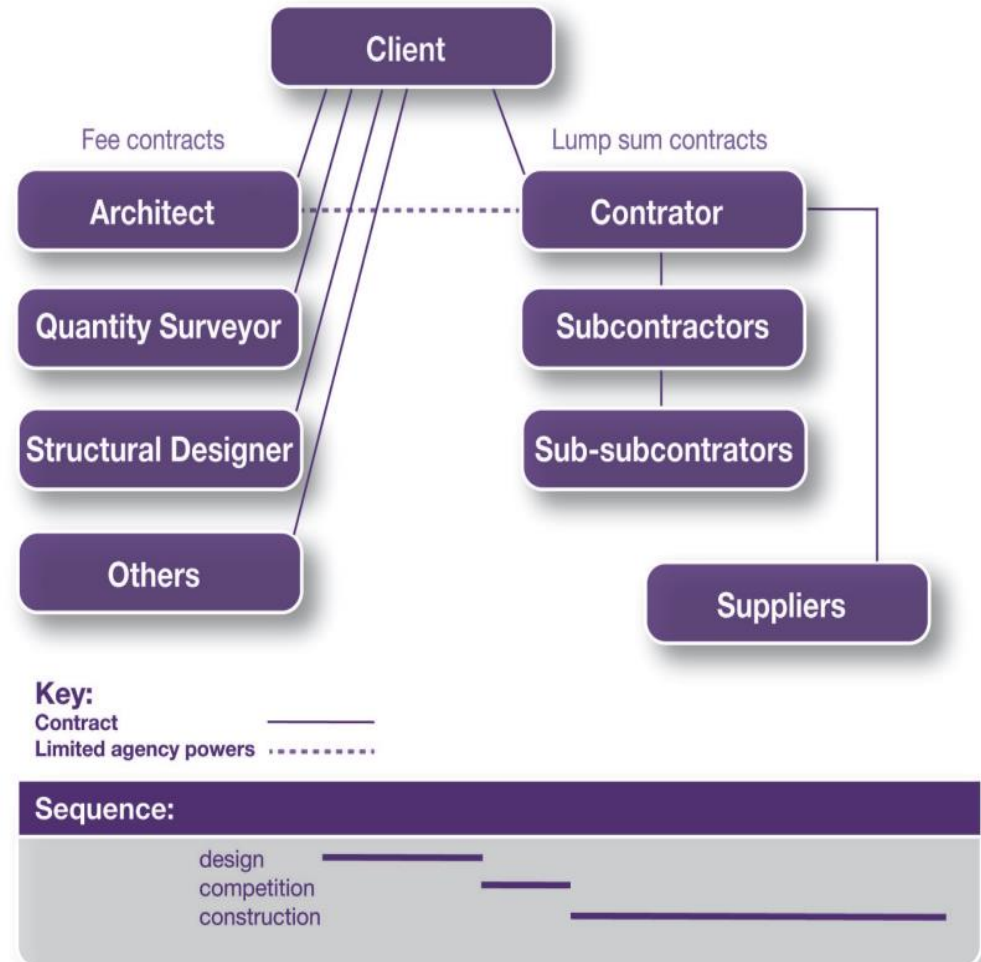 Client
Fee contracts
Lump sum contracts
Architect
Contrator
Quantity Surveyor
Subcontractors
Structural Designer
Sub-subcontrators
Others
Suppliers
Key:
Contract
Limited agency powers
Sequence:
design
competition
construction